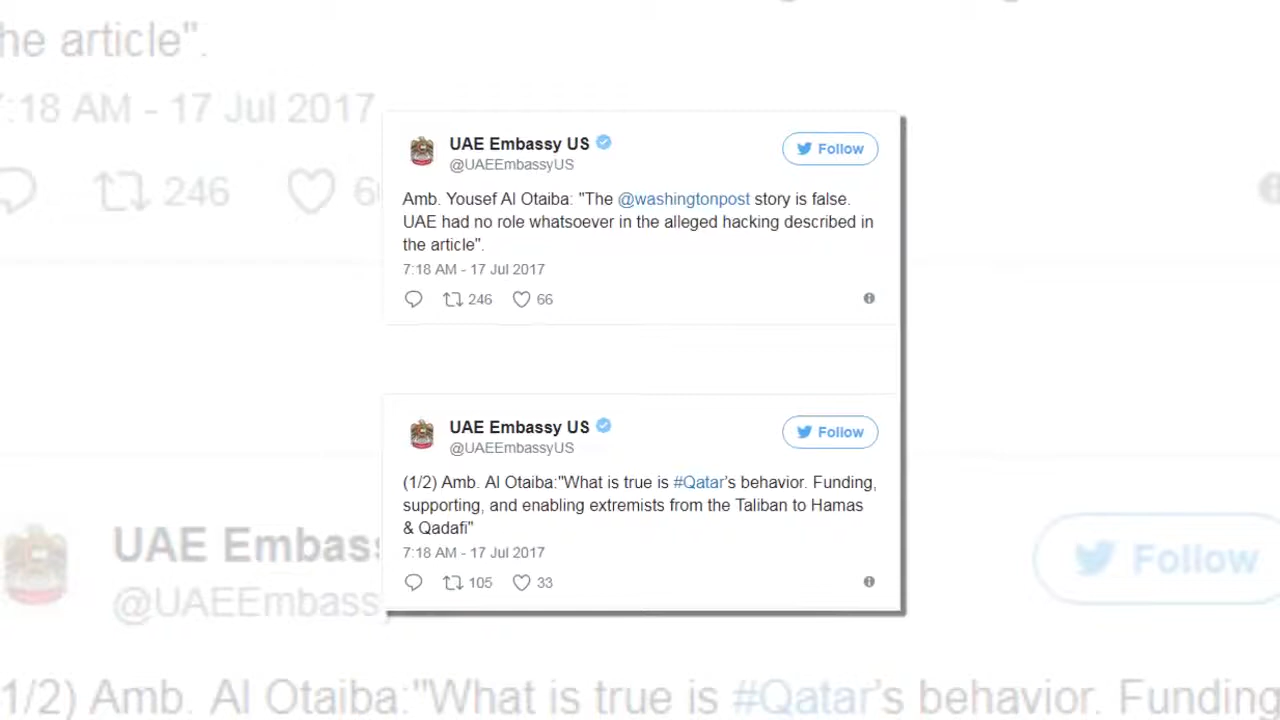 he article".
7:18 AM - 17 Jul 2017
246
UAE Embassy US
@UAEEmbassyUS
Follow
Amb. Yousef Al Otaiba: "The @washingtonpost story is false.
UAE had no role whatsoever in the alleged hacking described in
the article".
7:18 AM - 17 Jul 2017
246 66
UAE Embassy US
@UAEEmbassyUS
Follow
(1/2) Amb. Al Otaiba:"What is true is #Qatar's behavior. Funding,
supporting, and enabling extremists from the Taliban to Hamas
& Qadafi"
7:18 AM - 17 Jul 2017
105 33
UAE Embass
@UAEEmbass
Follow
1/2) Amb. Al Otaiba:"What is true is #Qatar's behavior. Funding